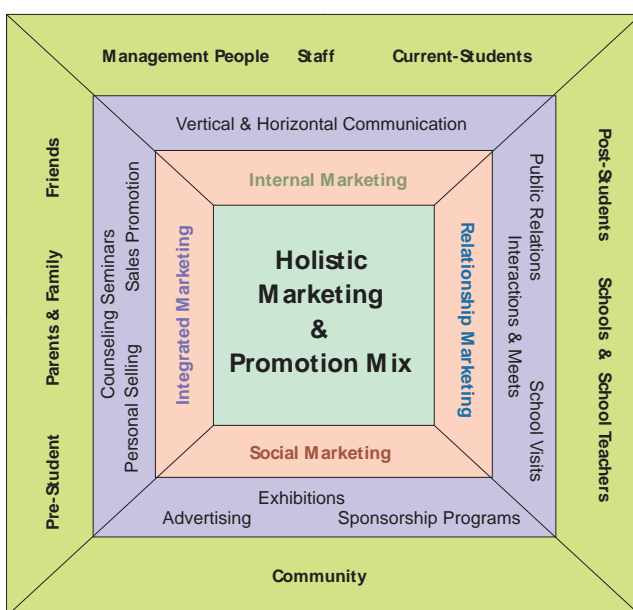 Management People Staff Current-Students
Vertical & Horizontal Communication
Internal Marketing
Friends
Parents & Family
Pre-Student
Sales Promotion
Counseling Seminars
Personal Selling
Integrated Marketing
Holistic
Marketing
&
Promotion Mix
Relationship Marketing
Public Relations
Interactions & Meets
School Visits
Post-Students
Schools & School Teachers
Social Marketing
Exhibitions
Advertising Sponsorship Programs
Community